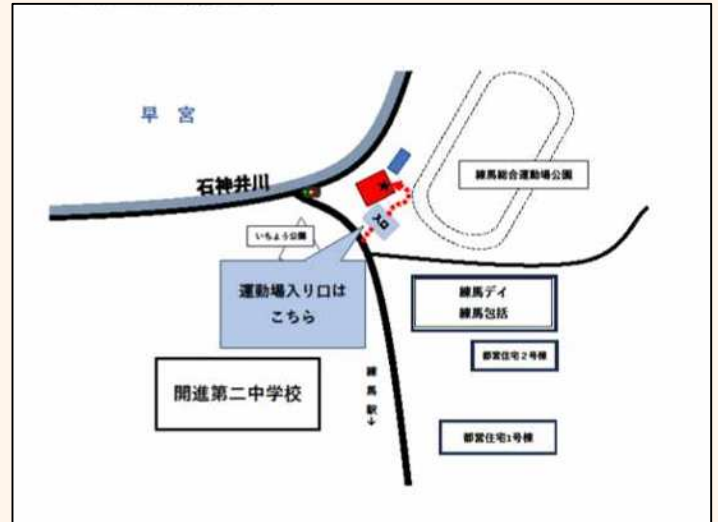 早宮
石神井川
練馬総合運動場公園
入口
いちょう公園
運動場入り口は
こちら
練馬デイ
練馬包括
都営住宅2号棟
開進第二中学校
練馬駅↓
都営住宅1号棟